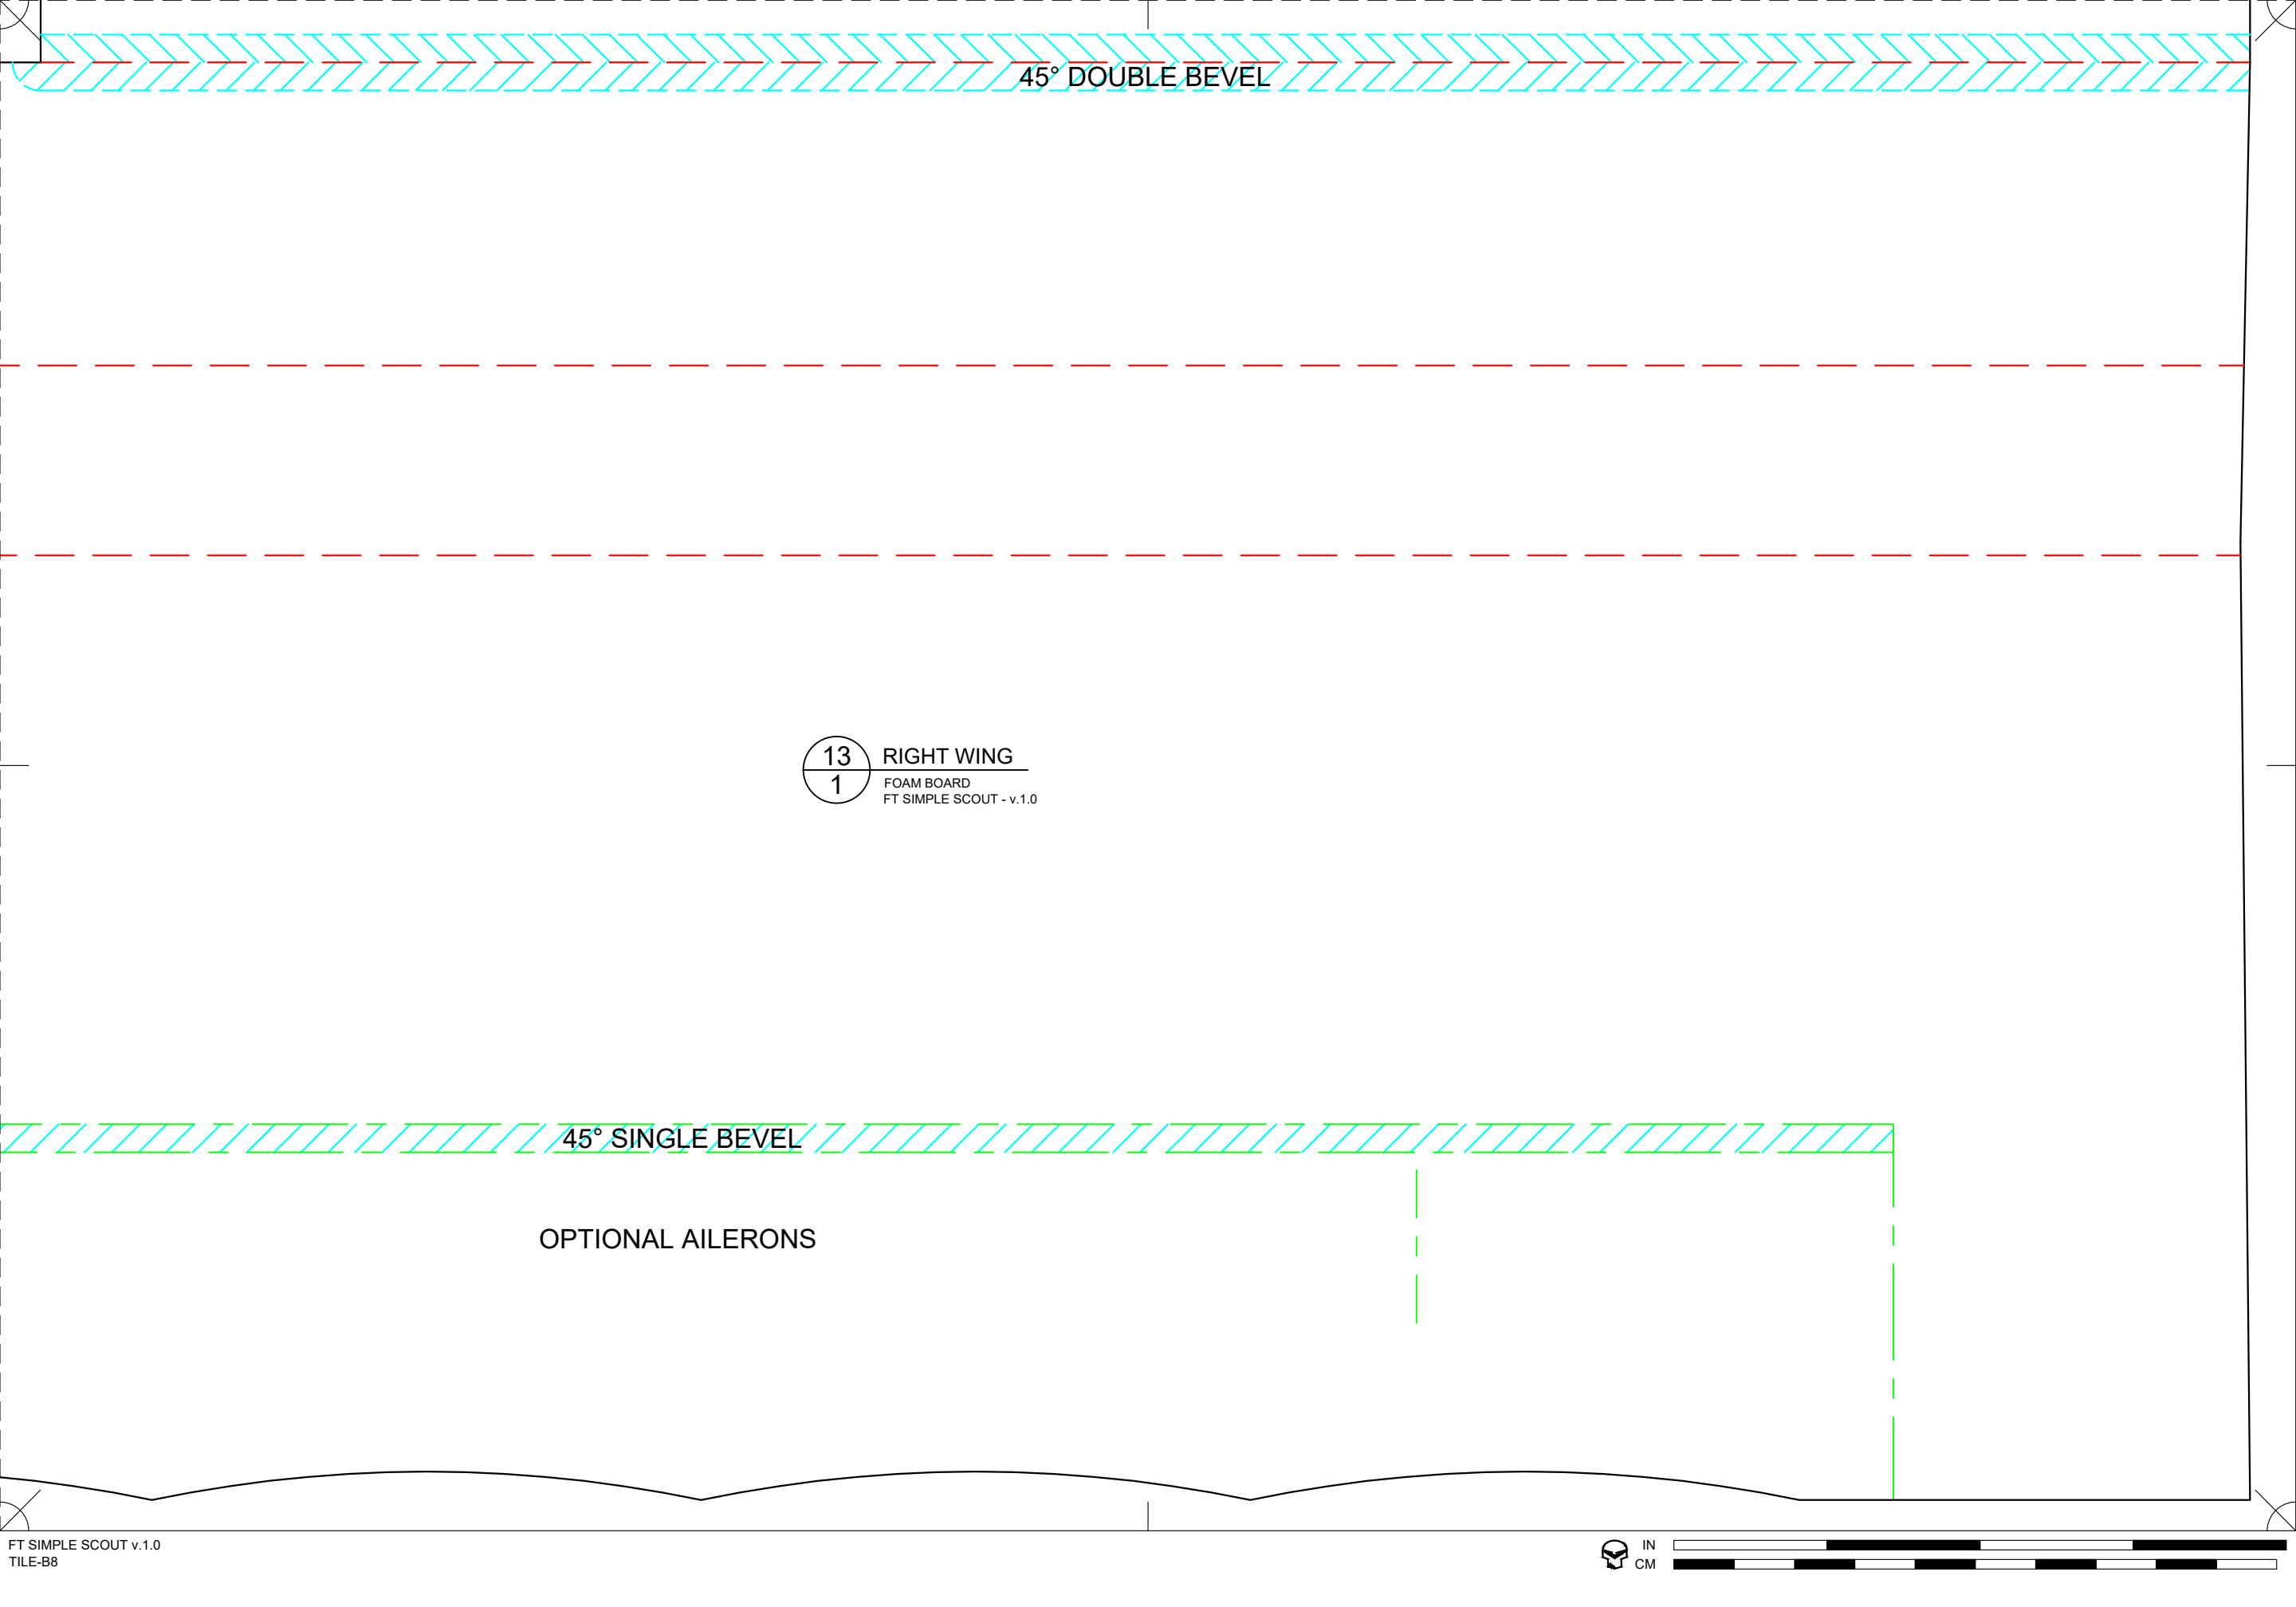 45° DOUBLE BEVEL
13
1
RIGHT WING
FOAM BOARD
FT SIMPLE SCOUT - v.1.0
45° SINGLE BEVEL
OPTIONAL AILERONS
FT SIMPLE SCOUT v.1.0
TILE-B8
IN
CM